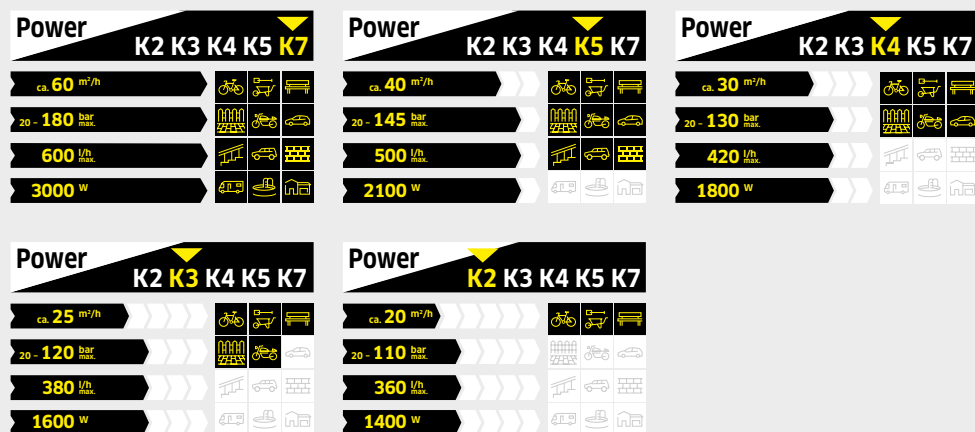 Power
K2 K3 K4 K5 K7
ca. 60 m²/h
20 – 180 bar max.
600 l/h max.
3000 W
Power
K2 K3 K4 K5 K7
ca. 40 m²/h
20 – 145 bar max.
500 l/h max.
2100 W
Power
K2 K3 K4 K5 K7
ca. 30 m²/h
20 – 130 bar max.
420 l/h max.
1800 W
Power
K2 K3 K4 K5 K7
ca. 25 m²/h
20 – 120 bar max.
380 l/h max.
1600 W
Power
K2 K3 K4 K5 K7
ca. 20 m²/h
20 – 110 bar max.
360 l/h max.
1400 W